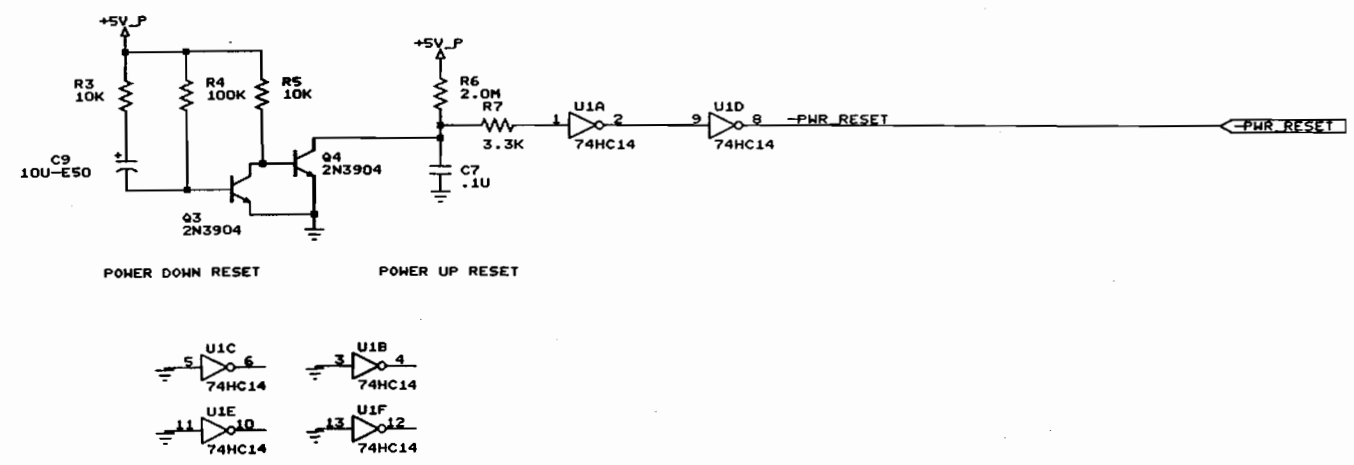 +5V_P
R3
10K
R4
100K
R5
10K
C9
+
10U-E50
Q3
2N3904
Q4
2N3904
+5V_P
R6
2.0M
R7
3.3K
C7
.1U
1
U1A
2
74HC14
9
U1D
8
74HC14
-PWR_RESET
-PWR_RESET
POWER DOWN RESET
POWER UP RESET
5
U1C
6
74HC14
3
U1B
4
74HC14
11
U1E
10
74HC14
13
U1F
12
74HC14